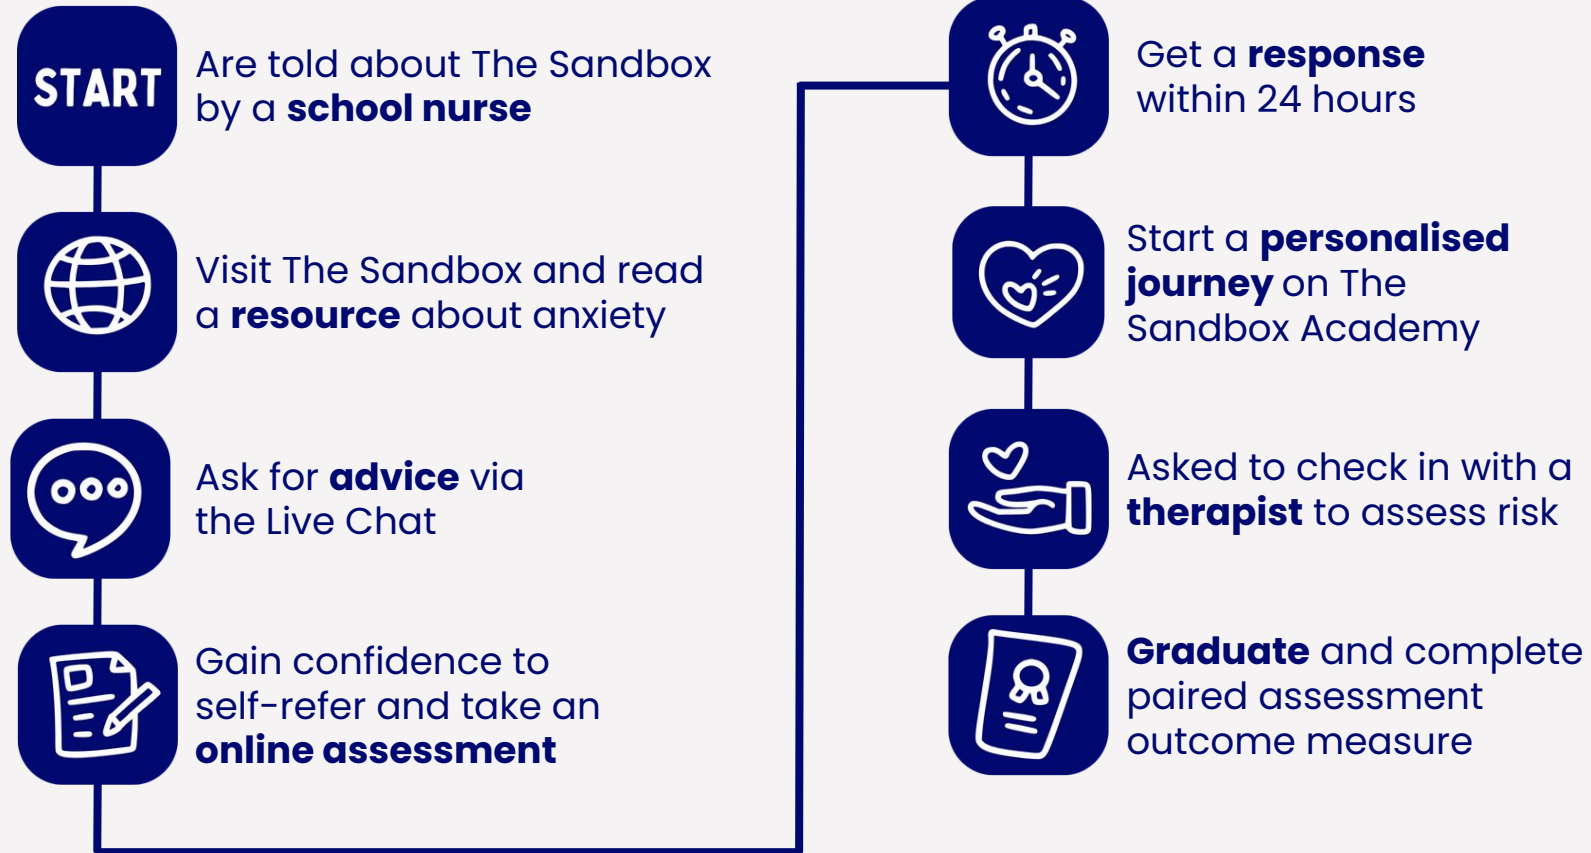 START
Are told about The Sandbox
by a school nurse
Visit The Sandbox and read
a resource about anxiety
Ask for advice via
the Live Chat
Gain confidence to
self-refer and take an
online assessment
Get a response
within 24 hours
Start a personalised
journey on The
Sandbox Academy
Asked to check in with a
therapist to assess risk
Graduate and complete
paired assessment
outcome measure